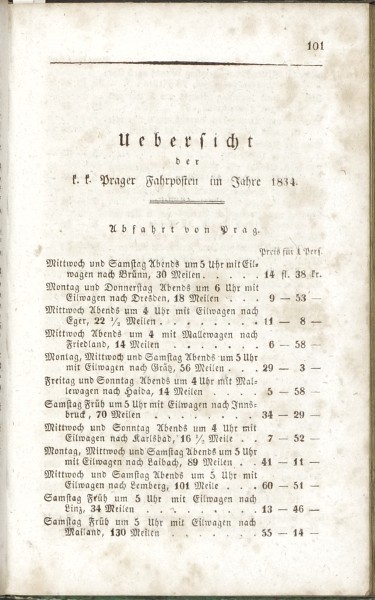 101
Uebersicht
der
k. k. Prager Fahrposten im Jahre 1834.
Abfahrt von Prag.
Preis für 1 Pers.
Mittwoch und Samstag Abends um 5 Uhr mit Eil-
wagen nach Brünn, 30 Meilen . . . . . 14 fl. 38 kr.
Montag und Donnerstag Abends um 6 Uhr mit
Eilwagen nach Dresden, 18 Meilen . . . 9 — 53 —
Mittwoch Abends um 4 Uhr mit Eilwagen nach
Eger, 22 1/2 Meilen . . . . . . . . 11 — 8 —
Mittwoch Abends um 4 mit Mallewagen nach
Friedland, 14 Meilen . . . . . . . 6 — 58 —
Montag, Mittwoch und Samstag Abends um 5 Uhr
mit Eilwagen nach Grätz, 56 Meilen . . . 29 — 3 —
Freitag und Sonntag Abends um 4 Uhr mit Mal-
lewagen nach Haida, 14 Meilen . . . . 5 — 58 —
Samstag Früh um 5 Uhr mit Eilwagen nach Inns-
bruck, 70 Meilen . . . . . . . . 34 — 29 —
Mittwoch und Sonntag Abends um 4 Uhr mit
Eilwagen nach Karlsbad, 16 1/2 Meile . . 7 — 52 —
Montag, Mittwoch und Samstag Abends um 5 Uhr
mit Eilwagen nach Laibach, 89 Meilen . . 41 — 11 —
Mittwoch und Samstag Abends um 5 Uhr mit
Eilwagen nach Lemberg, 101 Meile . . . 60 — 51 —
Samstag Früh um 5 Uhr mit Eilwagen nach
Linz, 34 Meilen . . . . . . . . . 13 — 46 —
Samstag Früh um 5 Uhr mit Eilwagen nach
Mailand, 130 Meilen . . . . . . . 55 — 14 —